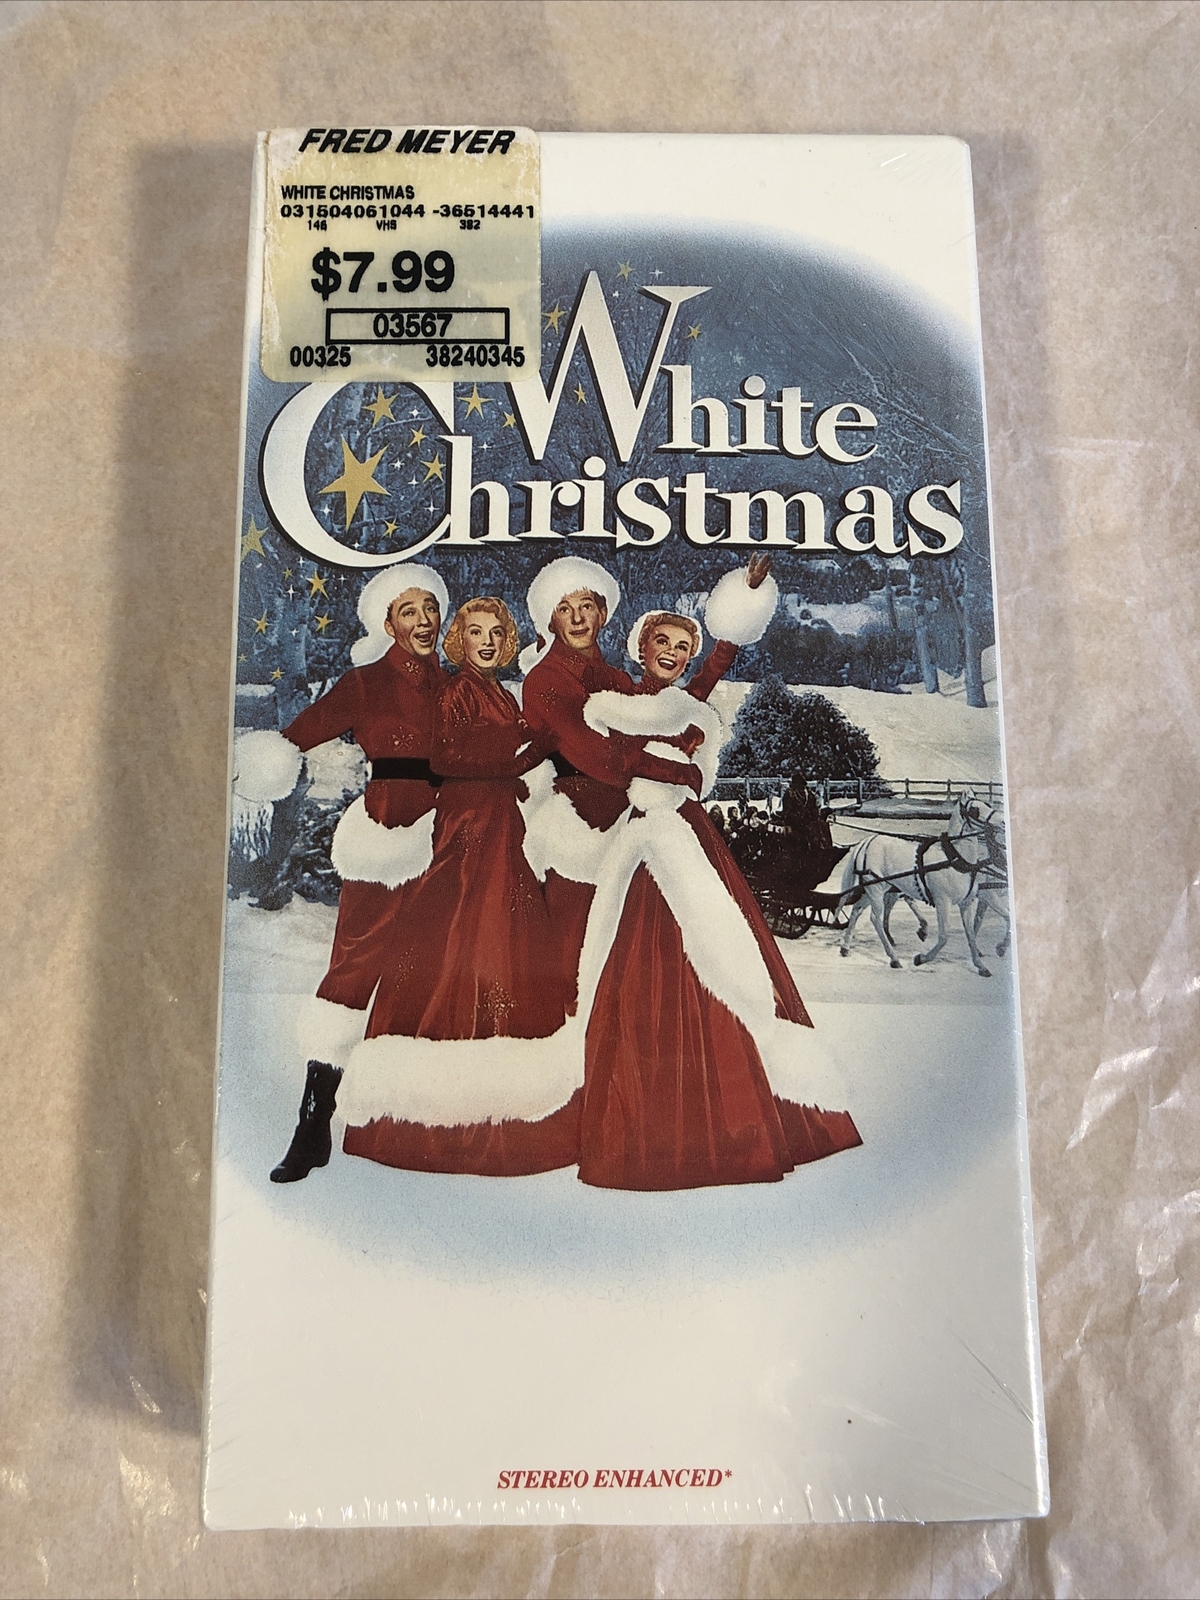 FRED MEYER
WHITE CHRISTMAS
031504061044 -36514441
146 VHS 382
$7.99
03567
00325 38240345
White
Christmas
STEREO ENHANCED*